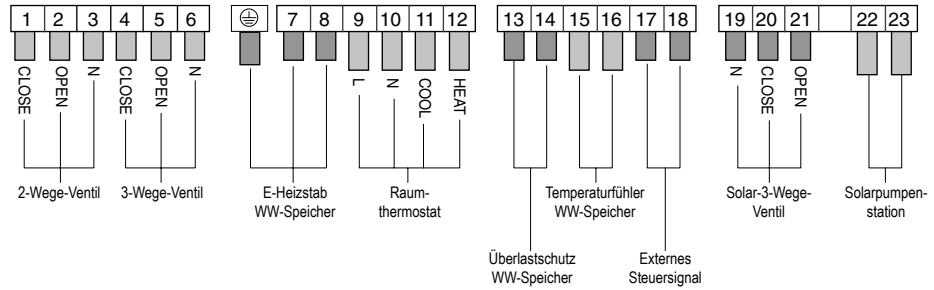 1 2 3 4 5 6 7 8 9 10 11 12 13 14 15 16 17 18 19 20 21 22 23
CLOSE OPEN N CLOSE OPEN N L N COOL HEAT N CLOSE OPEN
2-Wege-Ventil 3-Wege-Ventil
E-Heizstab
WW-Speicher
Raum-
thermostat
Temperaturfühler
WW-Speicher
Solar-3-Wege-
Ventil
Solarpumpen-
station
Überlastschutz
WW-Speicher
Externes
Steuersignal